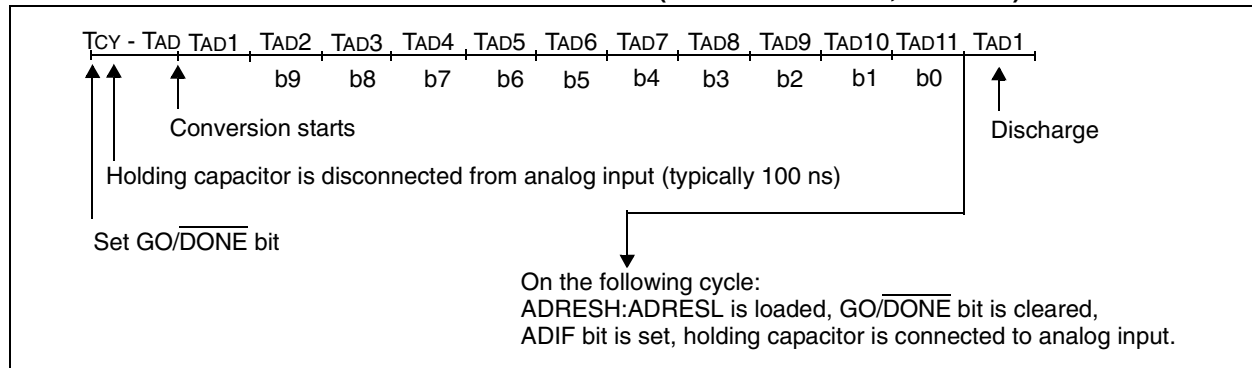 TCY - TAD TAD1 TAD2 TAD3 TAD4 TAD5 TAD6 TAD7 TAD8 TAD9 TAD10 TAD11 TAD1
b9 b8 b7 b6 b5 b4 b3 b2 b1 b0
Conversion starts
Discharge
Holding capacitor is disconnected from analog input (typically 100 ns)
Set GO/DONE bit
On the following cycle:
ADRESH:ADRESL is loaded, GO/DONE bit is cleared,
ADIF bit is set, holding capacitor is connected to analog input.